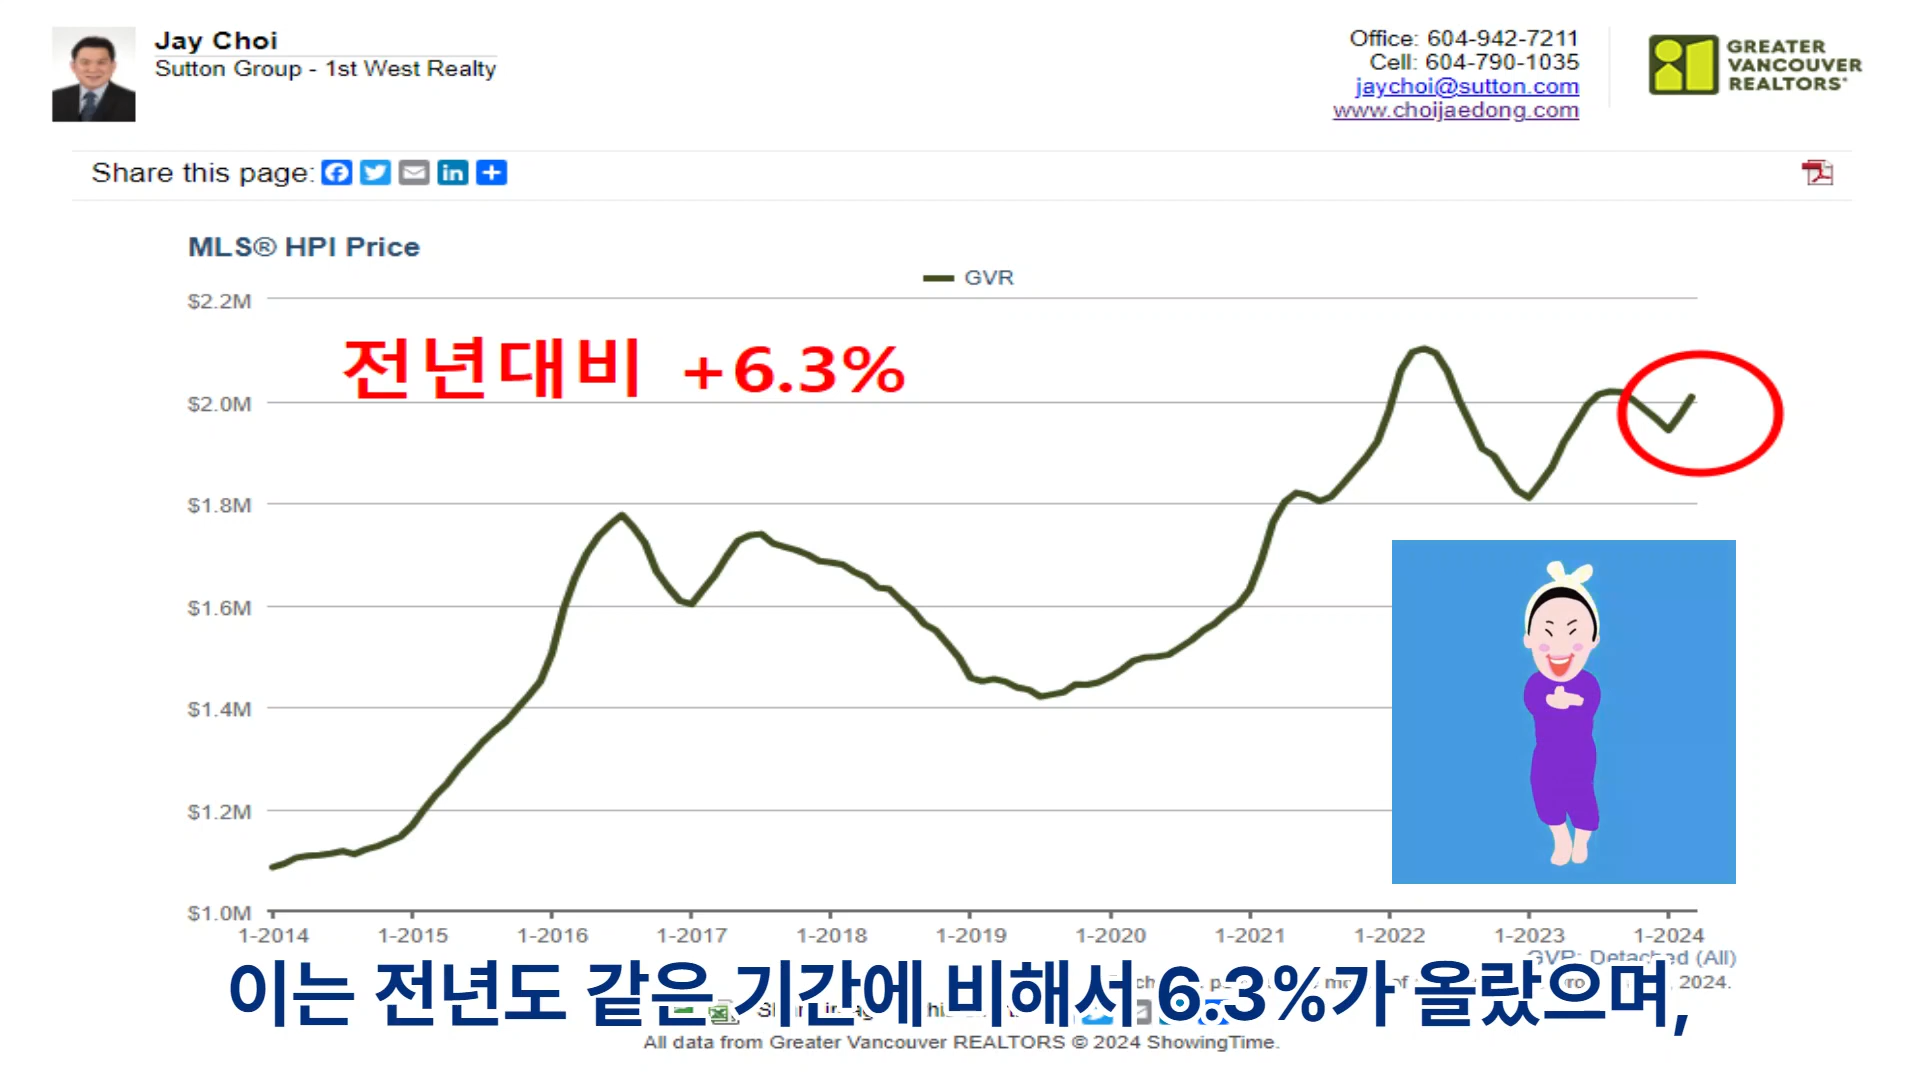 Jay Choi
Sutton Group - 1st West Realty
Office: 604-942-7211
Cell: 604-790-1035
jaychoi@sutton.com
www.choijaedong.com
GREATER
VANCOUVER
REALTORS®
Share this page:
MLS® HPI Price
GVR
$2.2M
전년대비 +6.3%
$2.0M
$1.8M
$1.6M
$1.4M
$1.2M
$1.0M
1-2014 1-2015 1-2016 1-2017 1-2018 1-2019 1-2020 1-2021 1-2022 1-2023 1-2024
GVR: Detached (All)
2024.
이는 전년도 같은 기간에 비해서 6.3%가 올랐으며,
All data from Greater Vancouver REALTORS © 2024 ShowingTime.